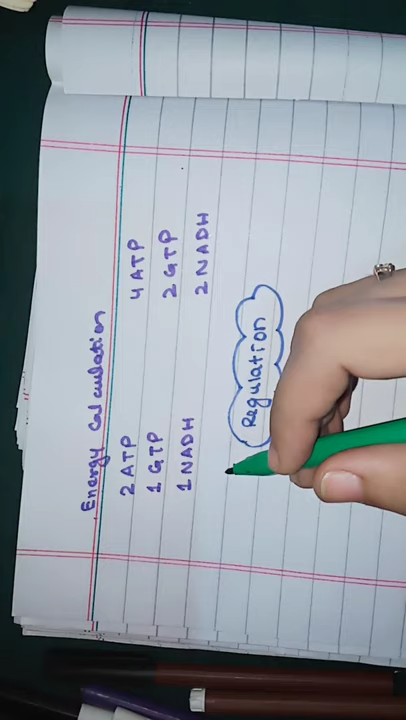 Energy Calculation
2 ATP 4 ATP
1 GTP 2 GTP
1 NADH 2 NADH
Regulation